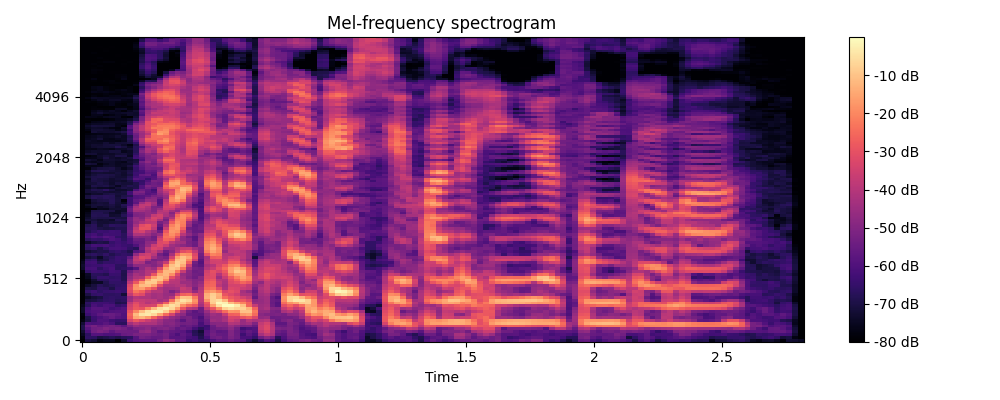 Mel-frequency spectrogram
Hz
4096
2048
1024
512
0
0
0.5
1
1.5
2
2.5
Time
-10 dB
-20 dB
-30 dB
-40 dB
-50 dB
-60 dB
-70 dB
-80 dB